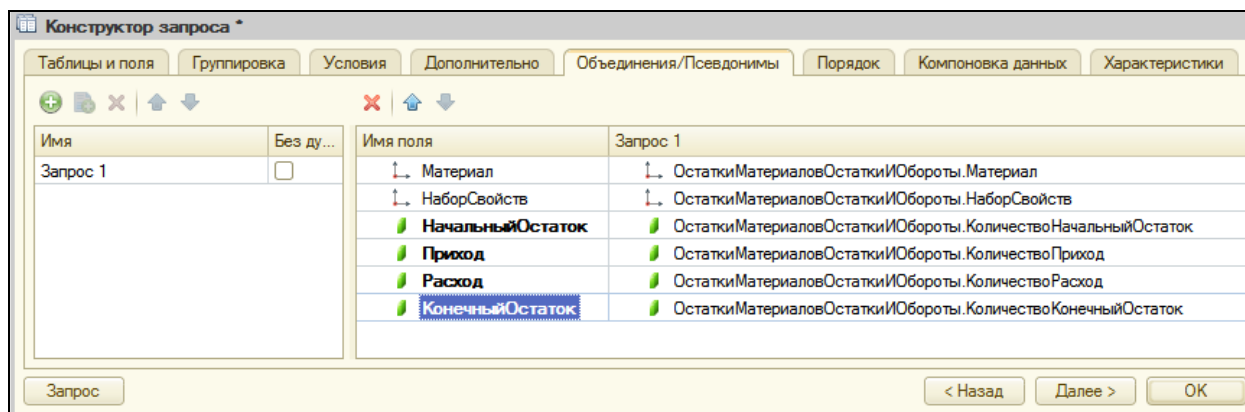 Конструктор запроса *
Таблицы и поля Группировка Условия Дополнительно Объединения/Псевдонимы Порядок Компоновка данных Характеристики
Имя Без ду... Имя поля Запрос 1
Запрос 1 Материал ОстаткиМатериаловОстаткиИОбороты.Материал
НаборСвойств ОстаткиМатериаловОстаткиИОбороты.НаборСвойств
НачальныйОстаток ОстаткиМатериаловОстаткиИОбороты.КоличествоНачальныйОстаток
Приход ОстаткиМатериаловОстаткиИОбороты.КоличествоПриход
Расход ОстаткиМатериаловОстаткиИОбороты.КоличествоРасход
КонечныйОстаток ОстаткиМатериаловОстаткиИОбороты.КоличествоКонечныйОстаток
Запрос < Назад Далее > ОК